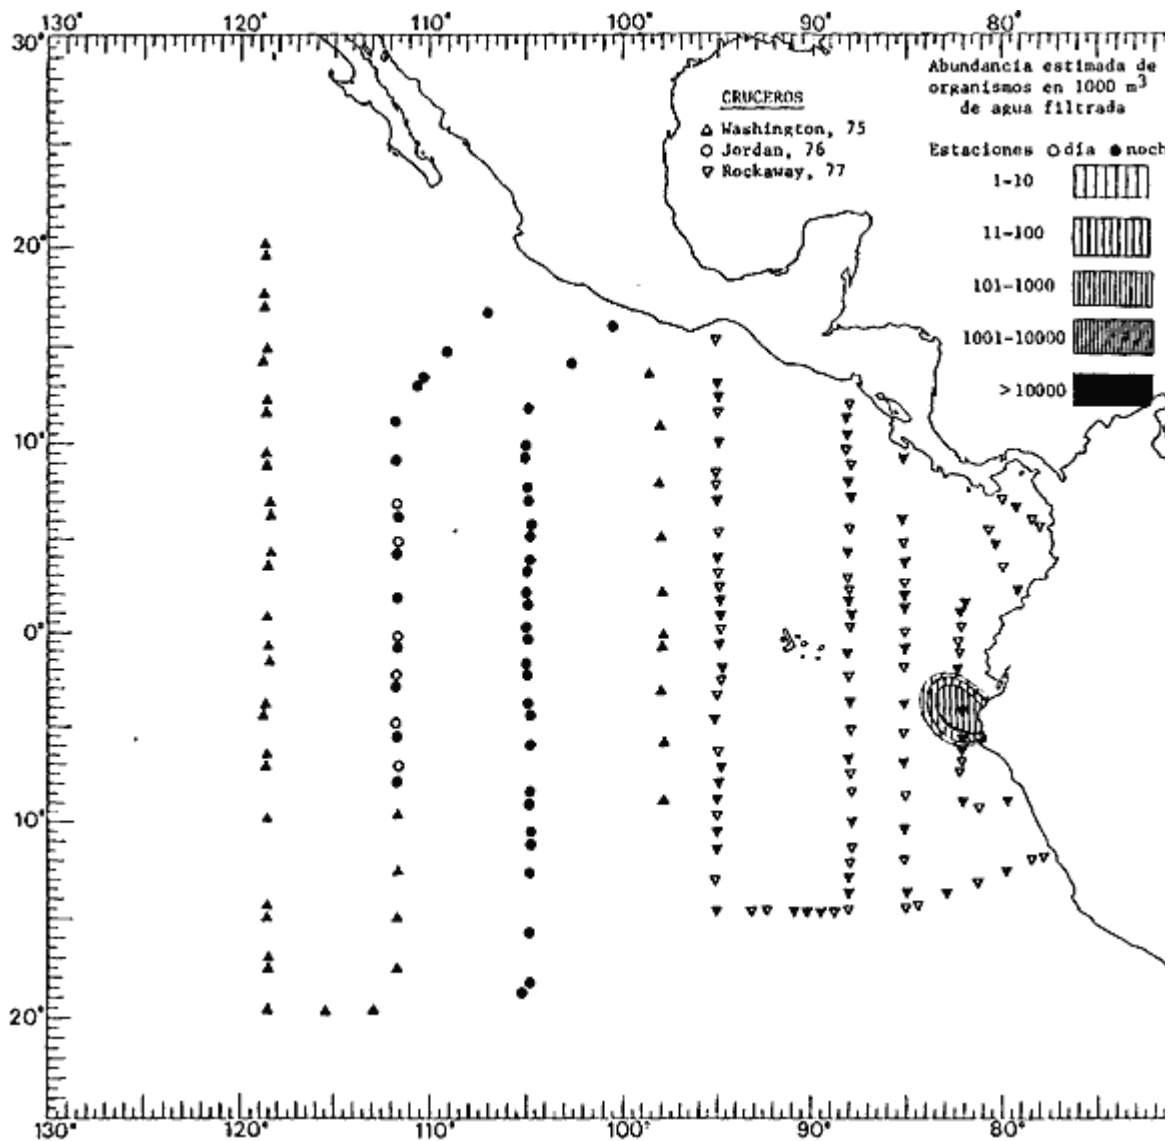 130° 120° 110° 100° 90° 80°
30°
20°
10°
0°
10°
20°
CRUCEROS
Washington, 75
Jordan, 76
Rockaway, 77
Abundancia estimada de
organismos en 1000 m³
de agua filtrada
Estaciones día noch
1-10
11-100
101-1000
1001-10000
>10000
130° 120° 110° 100° 90° 80°